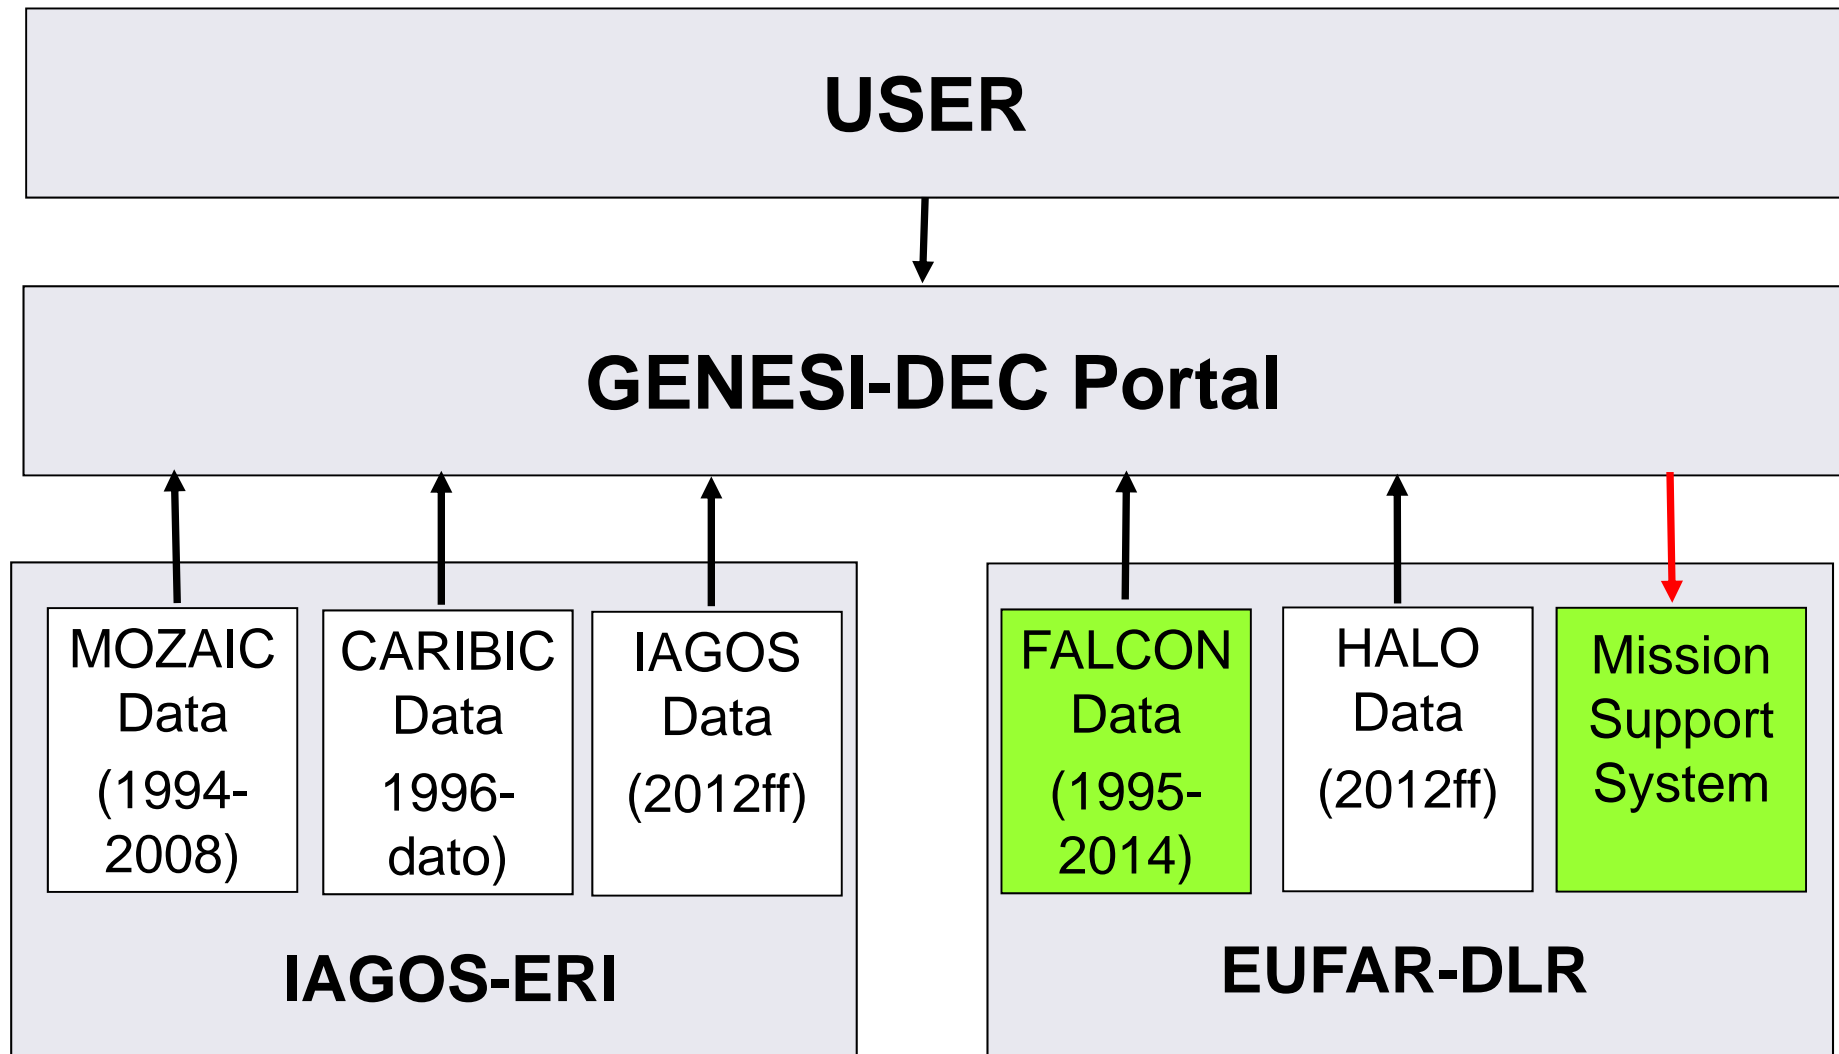 USER
GENESI-DEC Portal
MOZAIC
Data
(1994-
2008)
CARIBIC
Data
1996-
dato)
IAGOS
Data
(2012ff)
IAGOS-ERI
FALCON
Data
(1995-
2014)
HALO
Data
(2012ff)
Mission
Support
System
EUFAR-DLR